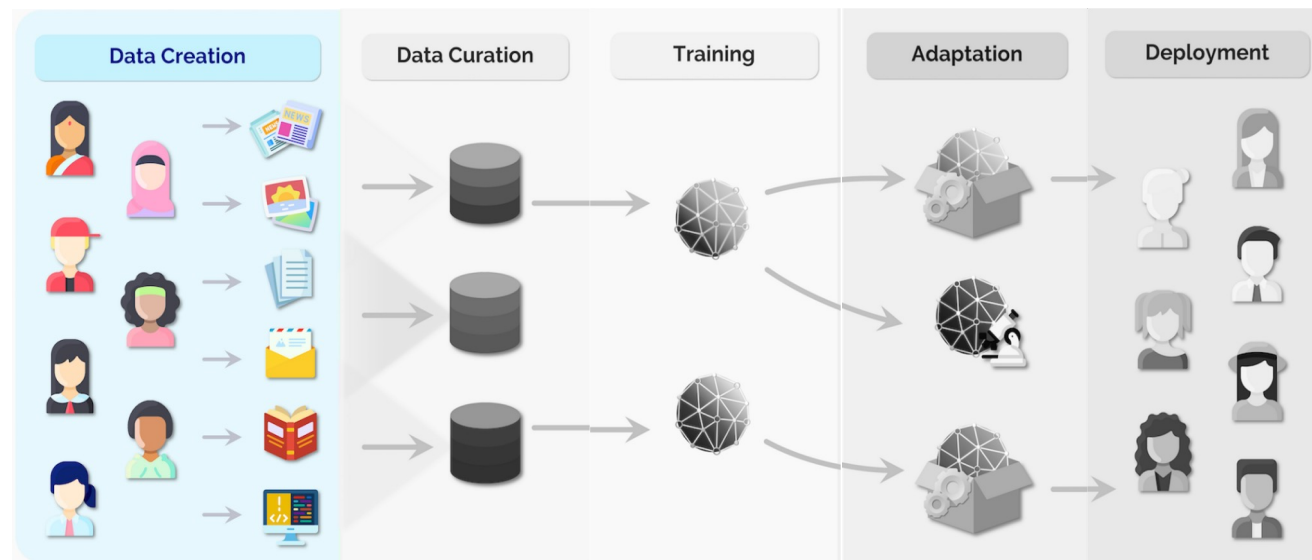 Data Creation
Data Curation
Training
Adaptation
Deployment
NEWS